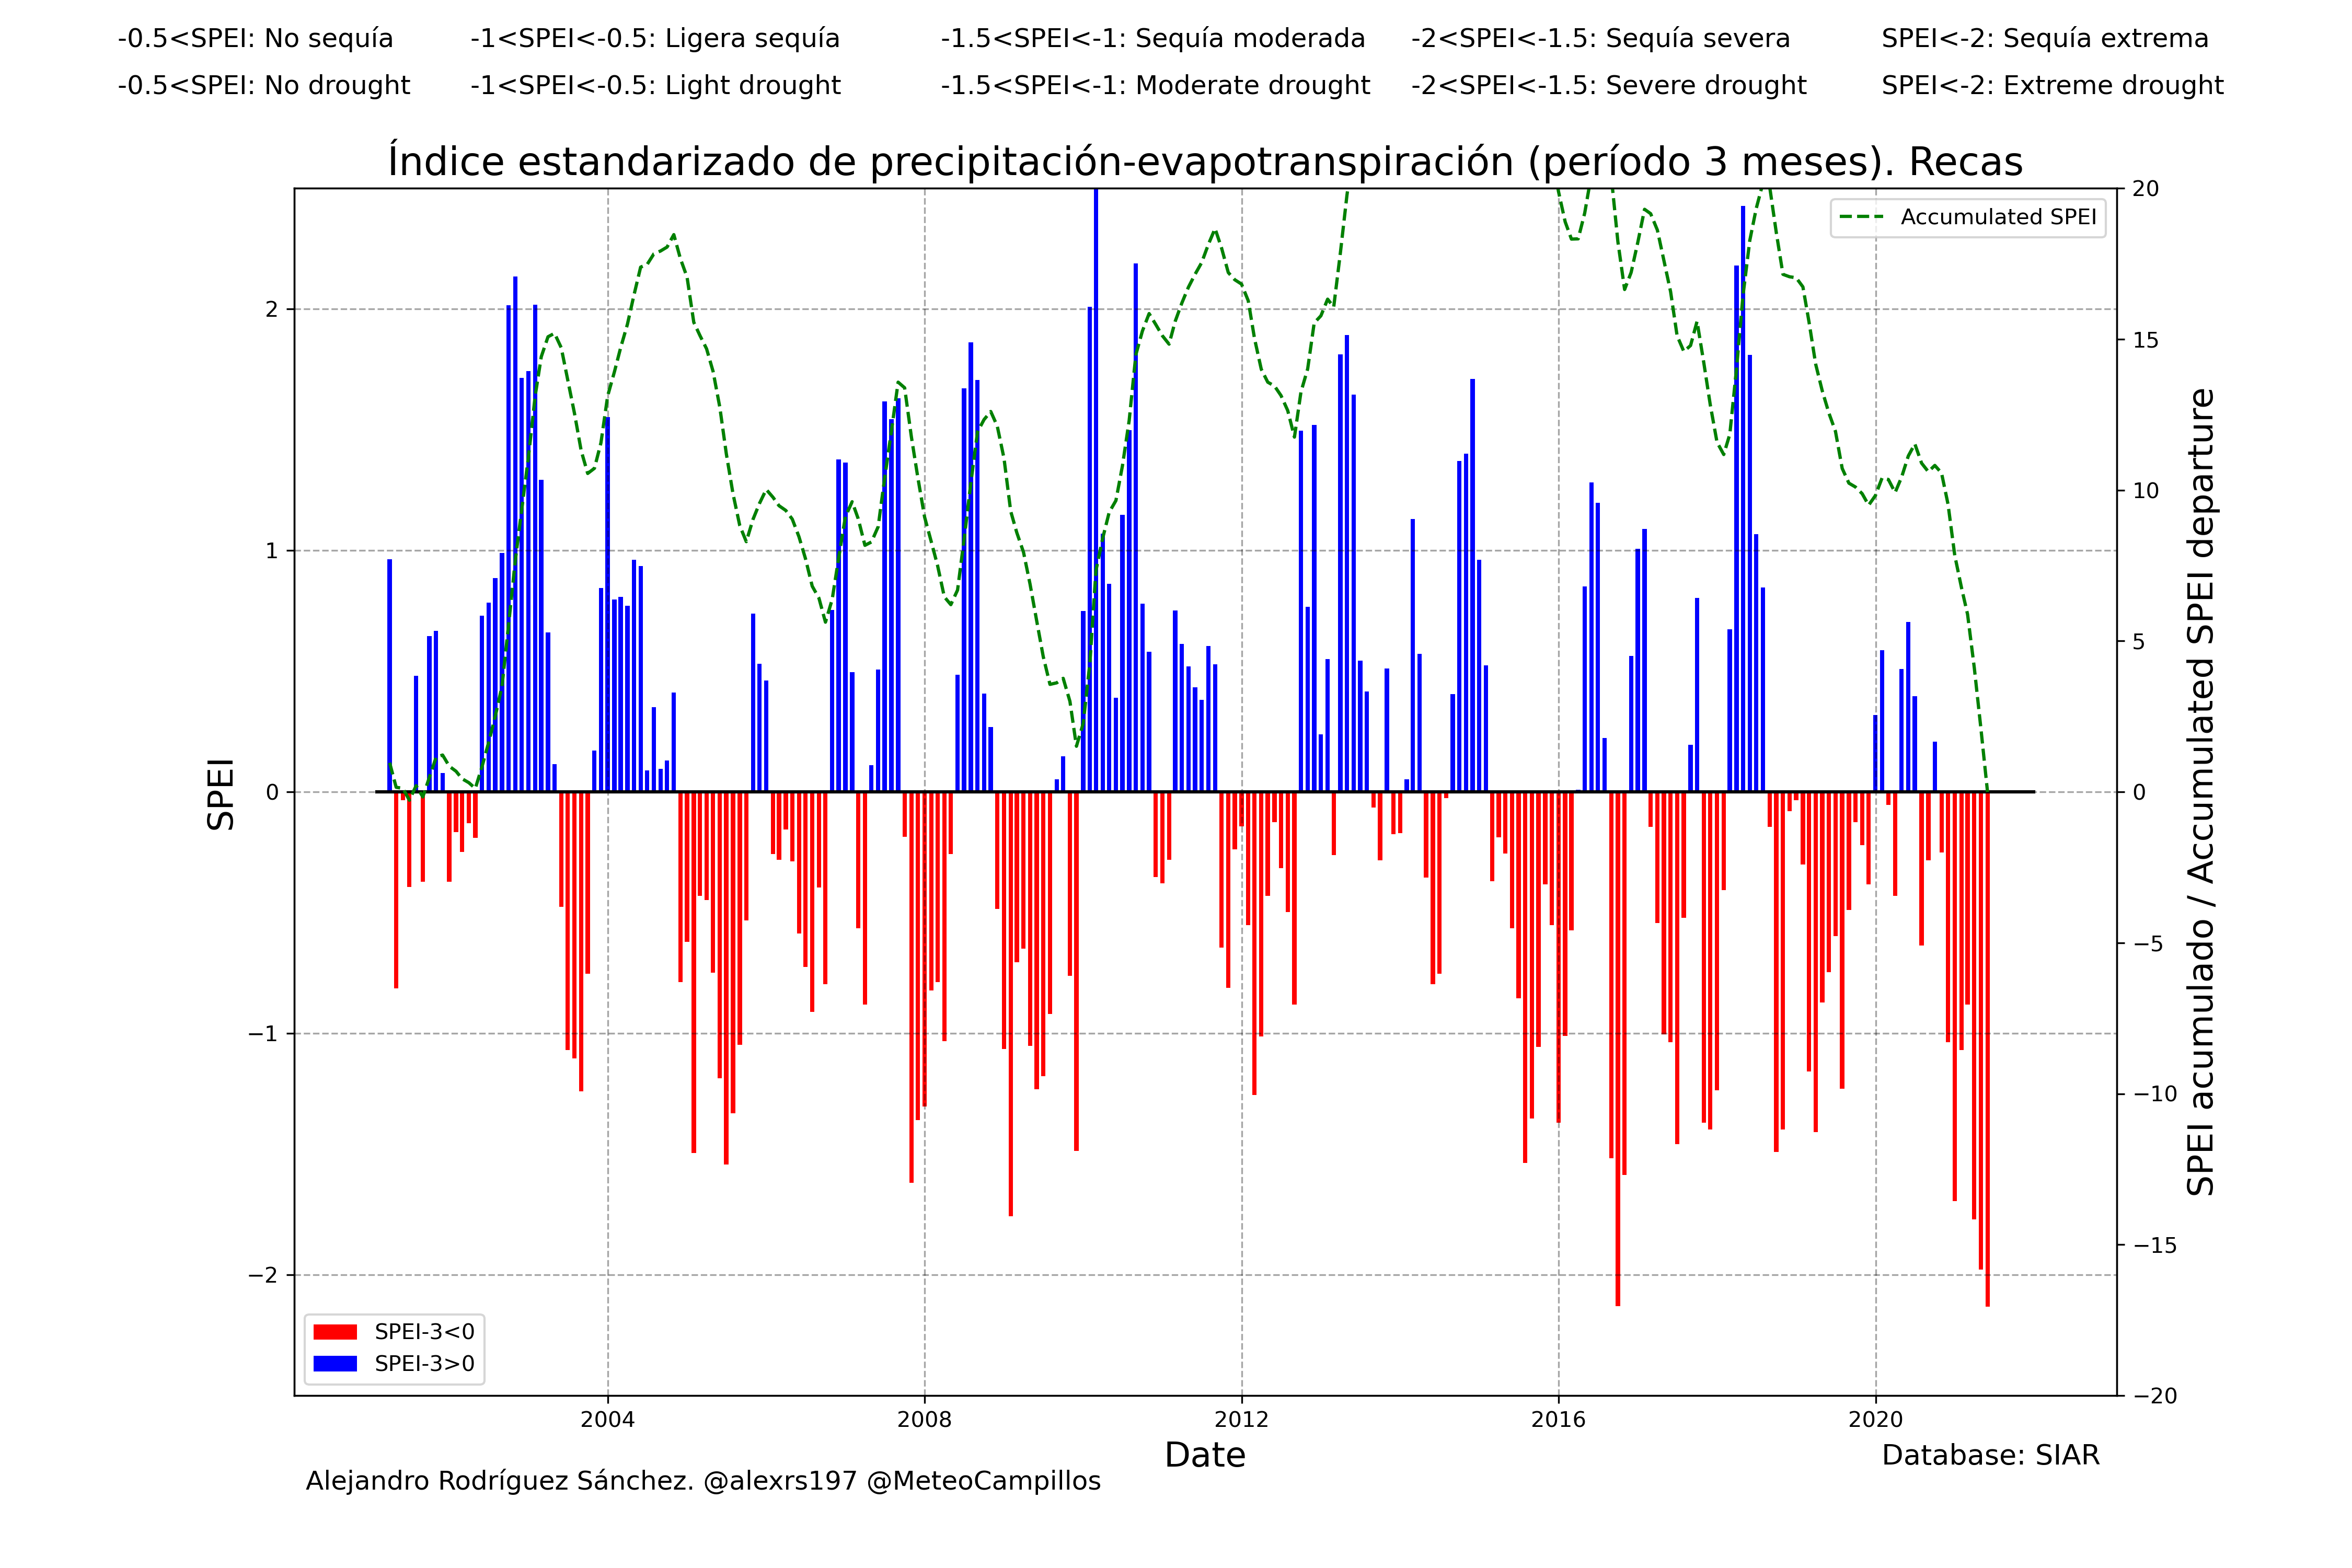 -0.5<SPEI: No sequía -1<SPEI<-0.5: Ligera sequía -1.5<SPEI<-1: Sequía moderada -2<SPEI<-1.5: Sequía severa SPEI<-2: Sequía extrema
-0.5<SPEI: No drought -1<SPEI<-0.5: Light drought -1.5<SPEI<-1: Moderate drought -2<SPEI<-1.5: Severe drought SPEI<-2: Extreme drought
Índice estandarizado de precipitación-evapotranspiración (período 3 meses). Recas
Accumulated SPEI
SPEI
2
1
0
−1
−2
20
15
10
5
0
−5
−10
−15
−20
SPEI acumulado / Accumulated SPEI departure
SPEI-3<0
SPEI-3>0
2004 2008 2012 2016 2020
Date
Database: SIAR
Alejandro Rodríguez Sánchez. @alexrs197 @MeteoCampillos